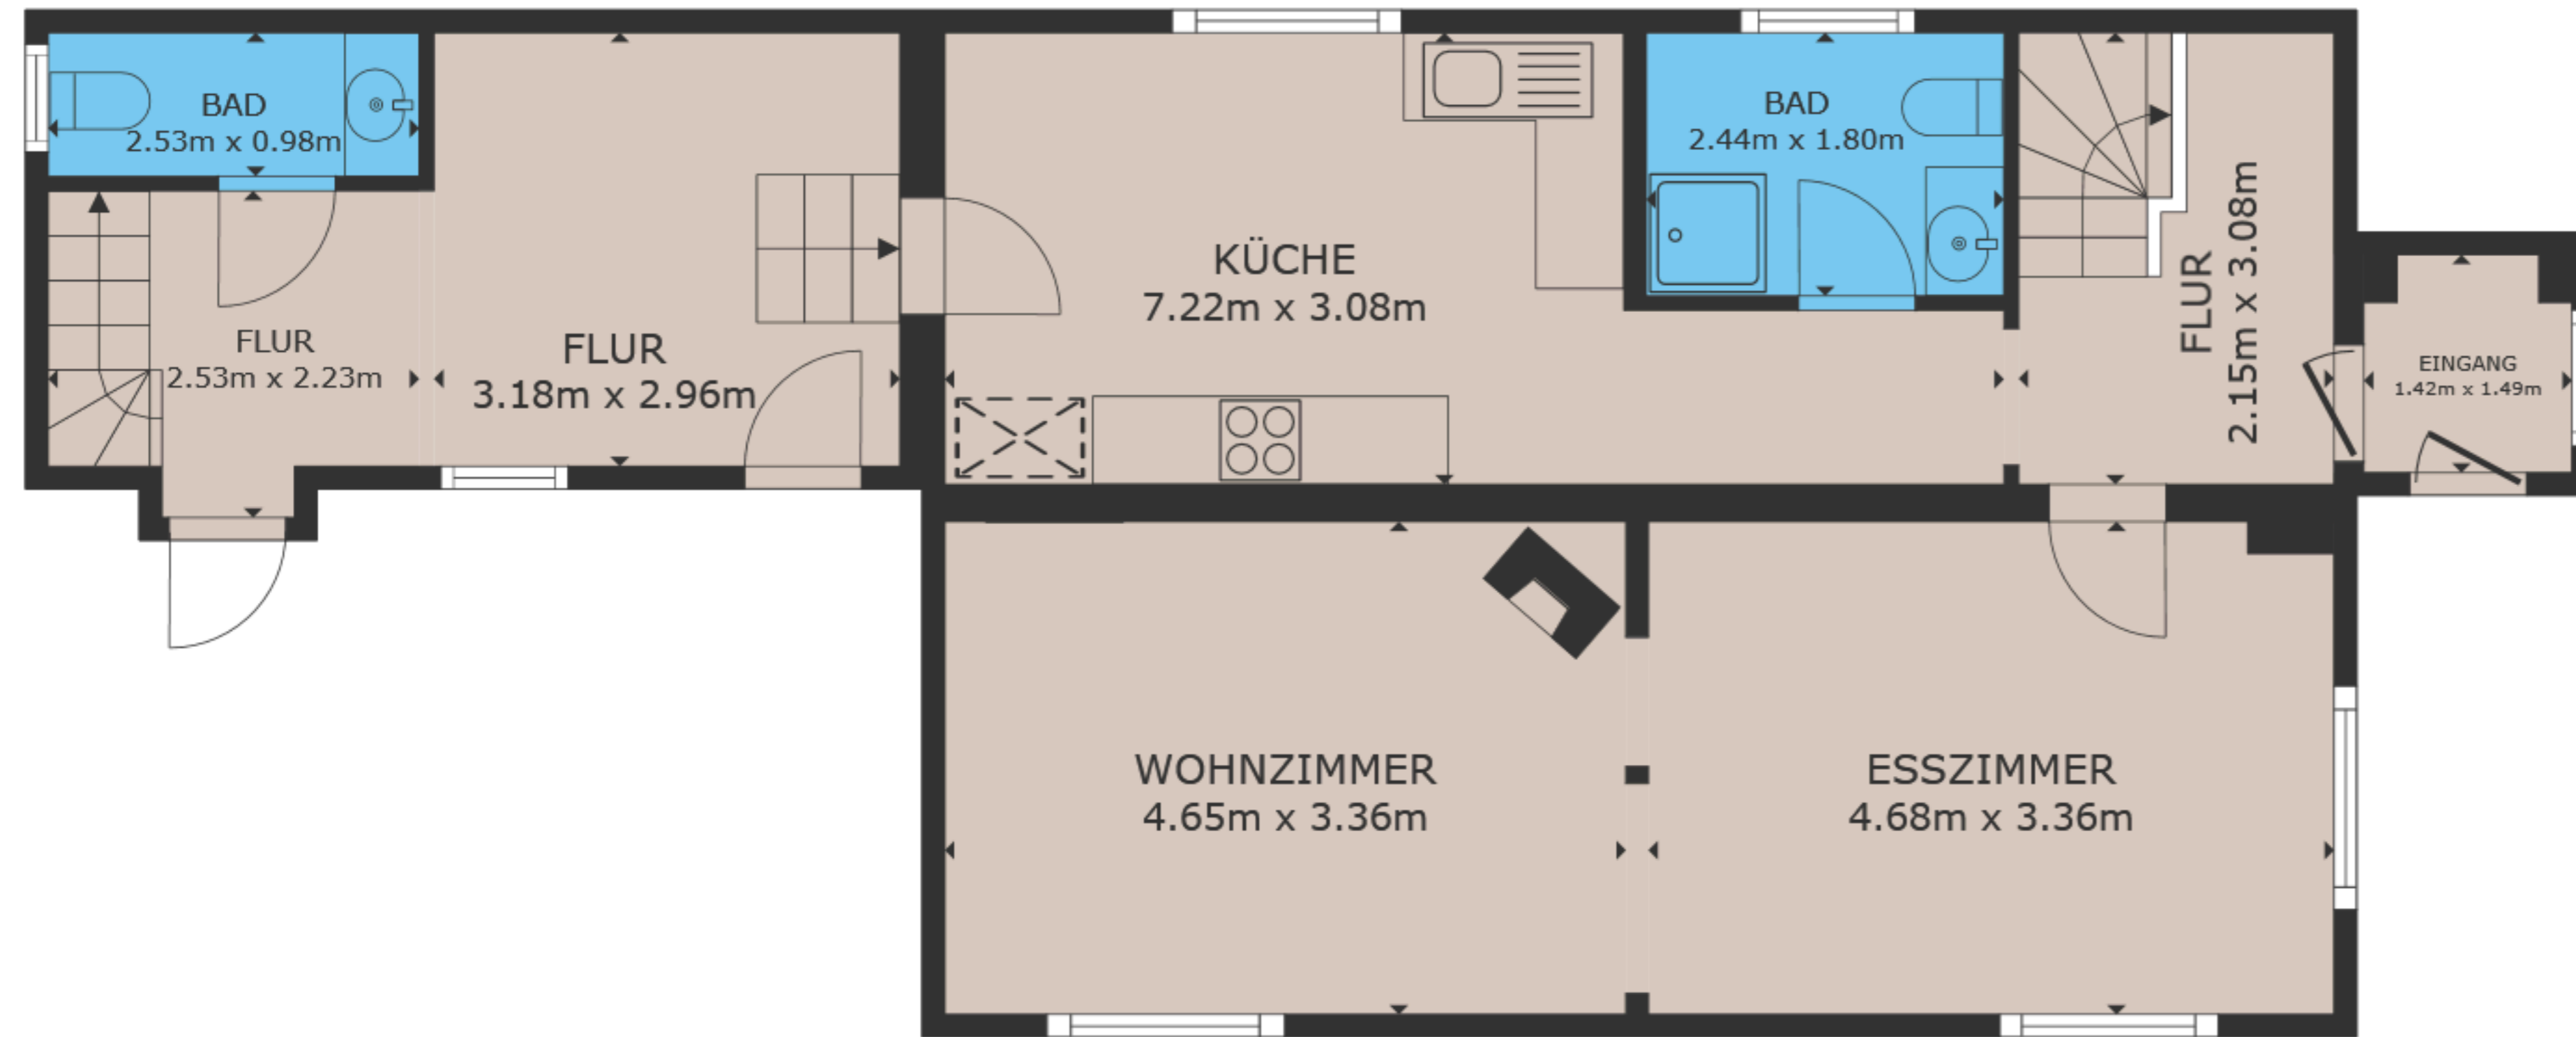 BAD
2.53m x 0.98m
FLUR
2.53m x 2.23m
FLUR
3.18m x 2.96m
KÜCHE
7.22m x 3.08m
BAD
2.44m x 1.80m
FLUR
2.15m x 3.08m
EINGANG
1.42m x 1.49m
WOHNZIMMER
4.65m x 3.36m
ESSZIMMER
4.68m x 3.36m